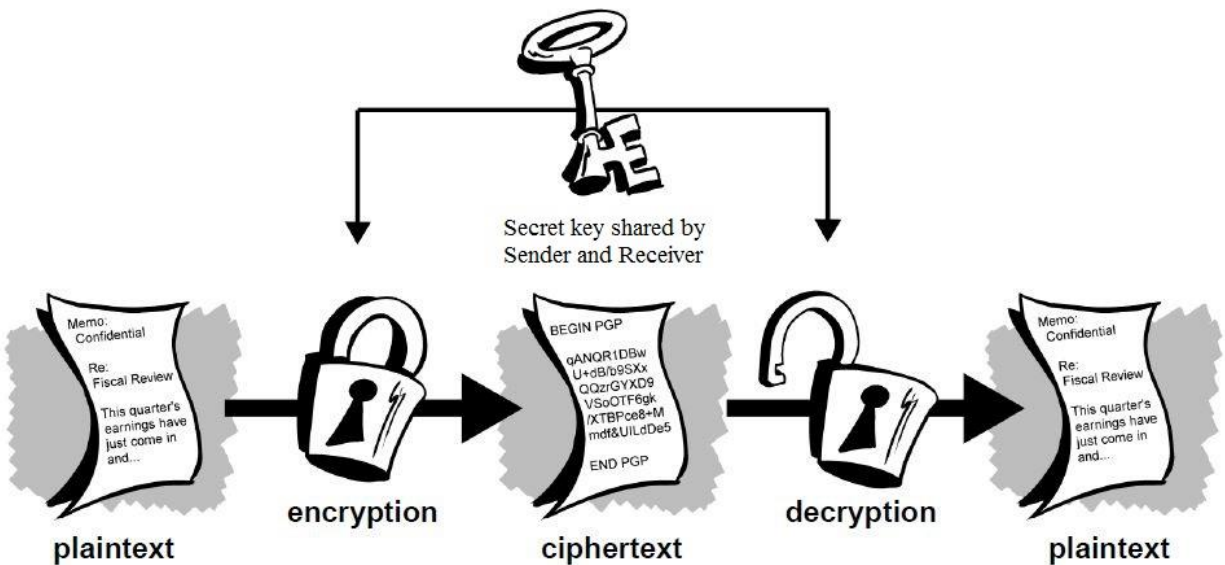 Secret key shared by
Sender and Receiver
Memo:
Confidential
Re:
Fiscal Review
This quarter's
earnings have
just come in
and...
encryption
plaintext
BEGIN PGP
qANQR1DBw
U+dB/b9SXx
QQzrGYXD9
VSoOTF6gk
/XTBPce8+M
mdf&UILdDe5
END PGP
ciphertext
decryption
Memo:
Confidential
Re:
Fiscal Review
This quarter's
earnings have
just come in
and....
plaintext